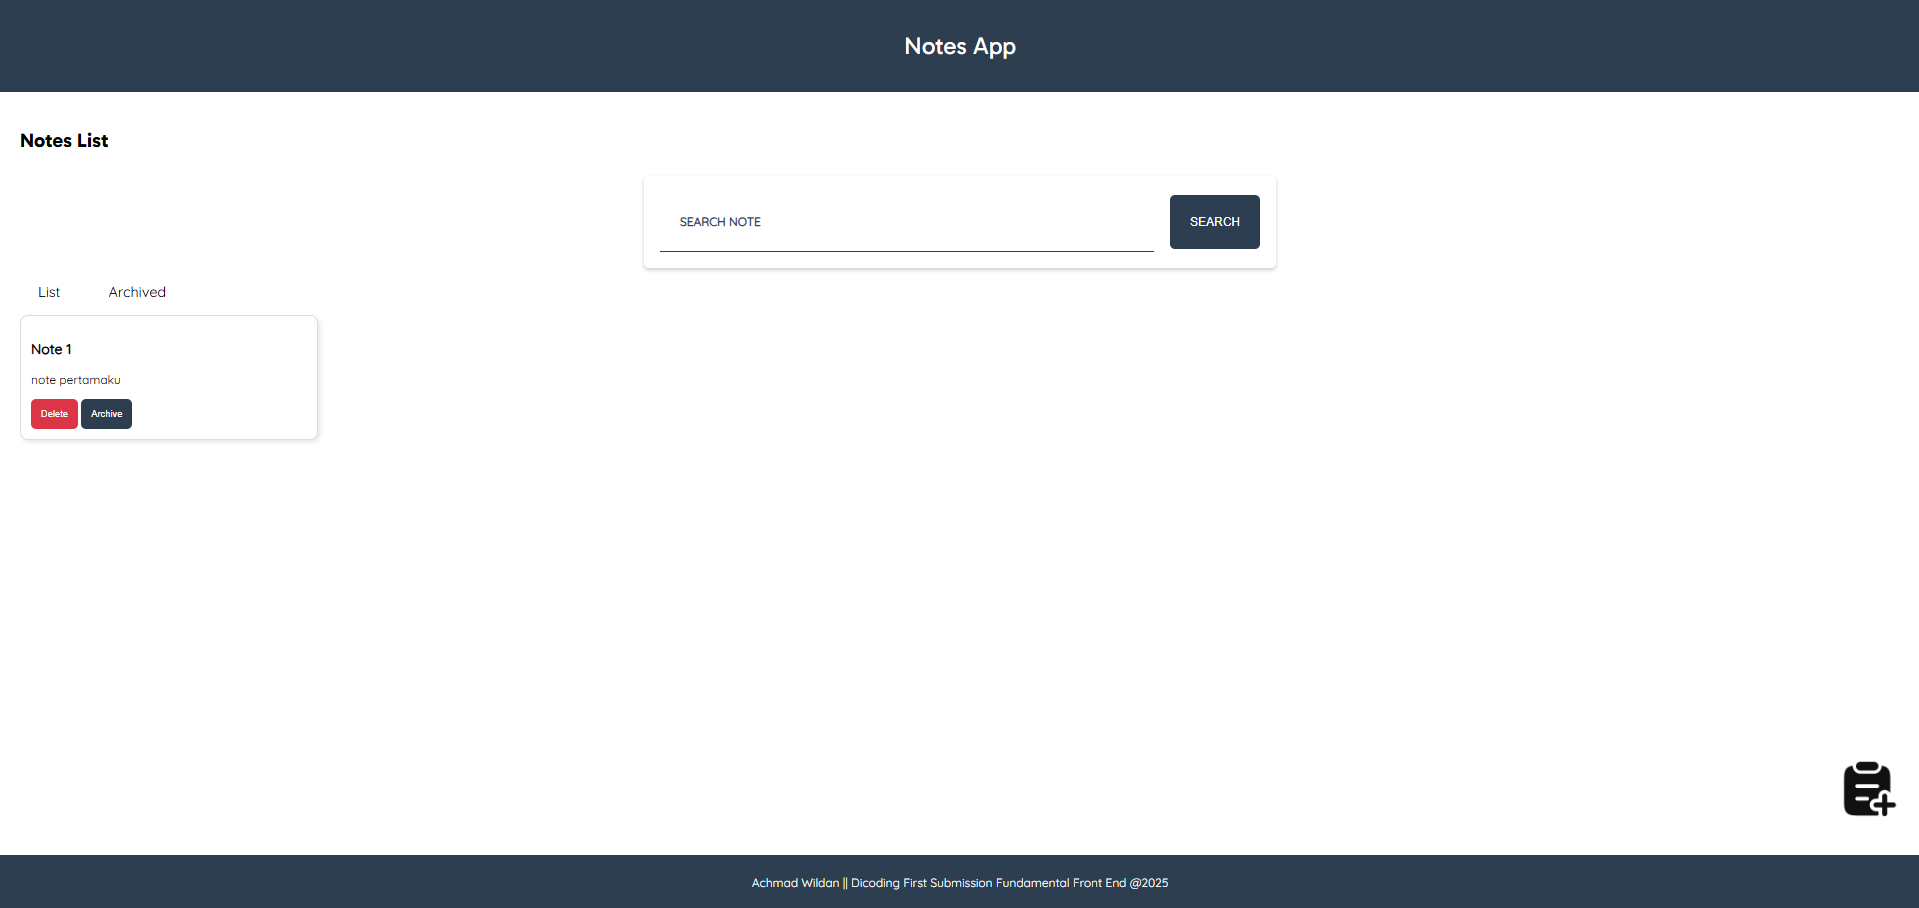 Notes App
Notes List
SEARCH NOTE
SEARCH
List
Archived
Note 1
note pertamaku
Delete
Archive
Achmad Wildan || Dicoding First Submission Fundamental Front End @2025